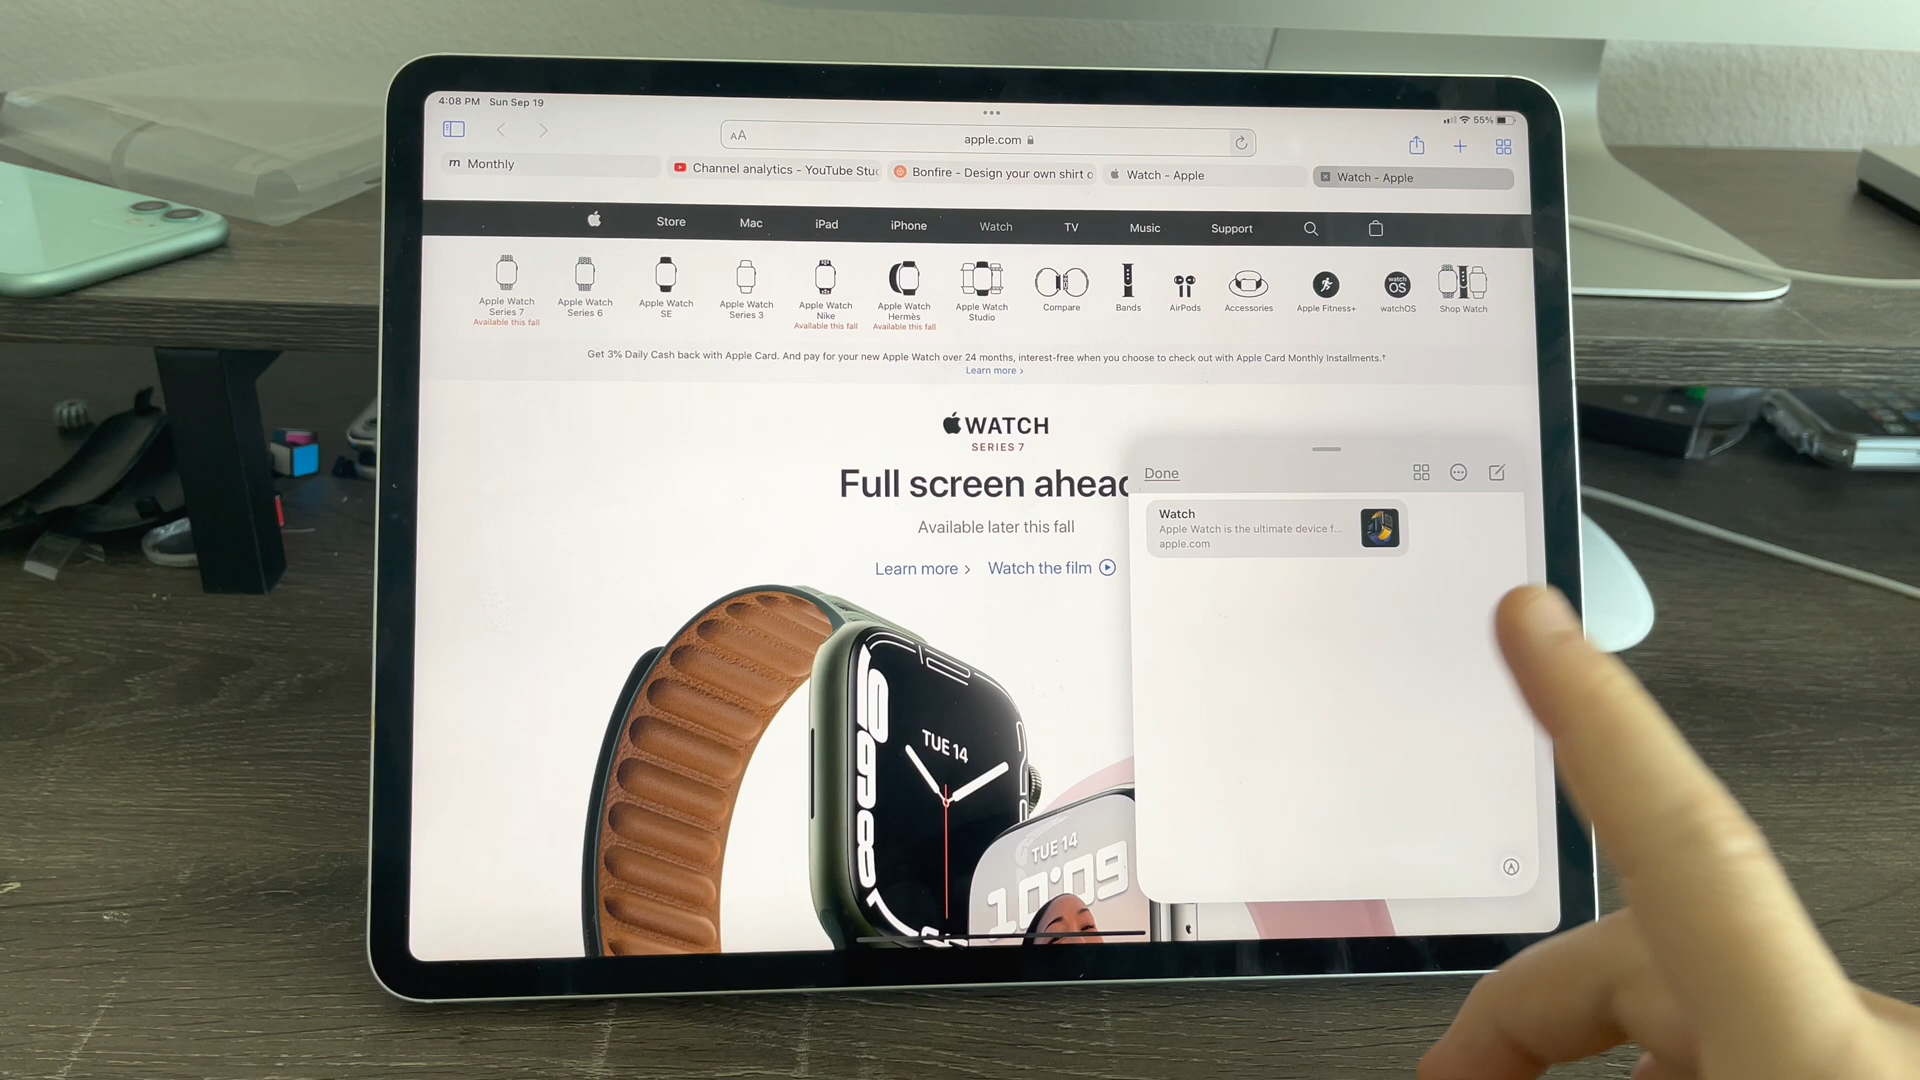 4:08 PM Sun Sep 19
55%
AA
apple.com
m Monthly
Channel analytics - YouTube Stu
Bonfire - Design your own shirt o
Watch - Apple
Watch - Apple
Store Mac iPad iPhone Watch TV Music Support
Apple Watch
Series 7
Available this fall
Apple Watch
Series 6
Apple Watch
SE
Apple Watch
Series 3
Apple Watch
Nike
Available this fall
Apple Watch
Hermès
Available this fall
Apple Watch
Studio
Compare
Bands
AirPods
Accessories
Apple Fitness+
watch
OS
watchOS
Shop Watch
Get 3% Daily Cash back with Apple Card. And pay for your new Apple Watch over 24 months, interest-free when you choose to check out with Apple Card Monthly Installments.†
Learn more >
WATCH
SERIES 7
Full screen ahead
Available later this fall
Learn more > Watch the film
Done
Watch
Apple Watch is the ultimate device f...
apple.com
TUE 14
TUE 14
10:09